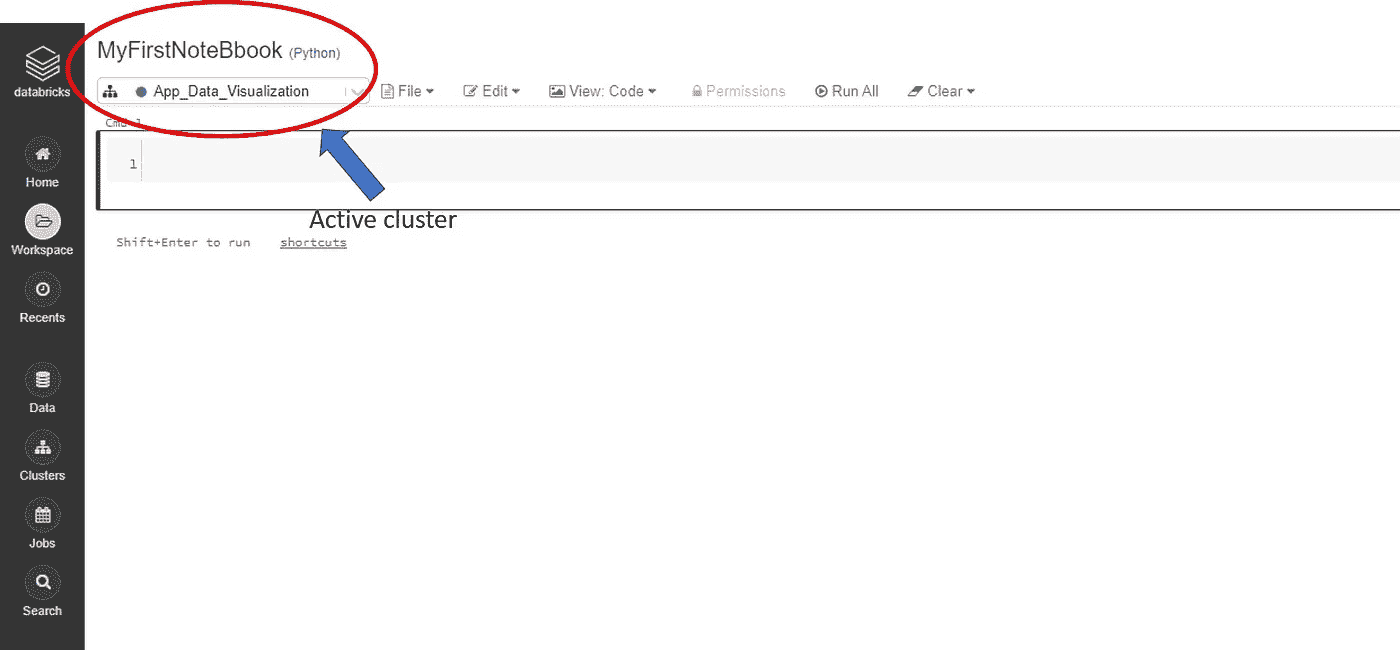 MyFirstNoteBbook (Python)
databricks
App_Data_Visualization File Edit View: Code Permissions Run All Clear
Cmd 1
1
Active cluster
Shift+Enter to run shortcuts
Home
Workspace
Recents
Data
Clusters
Jobs
Search